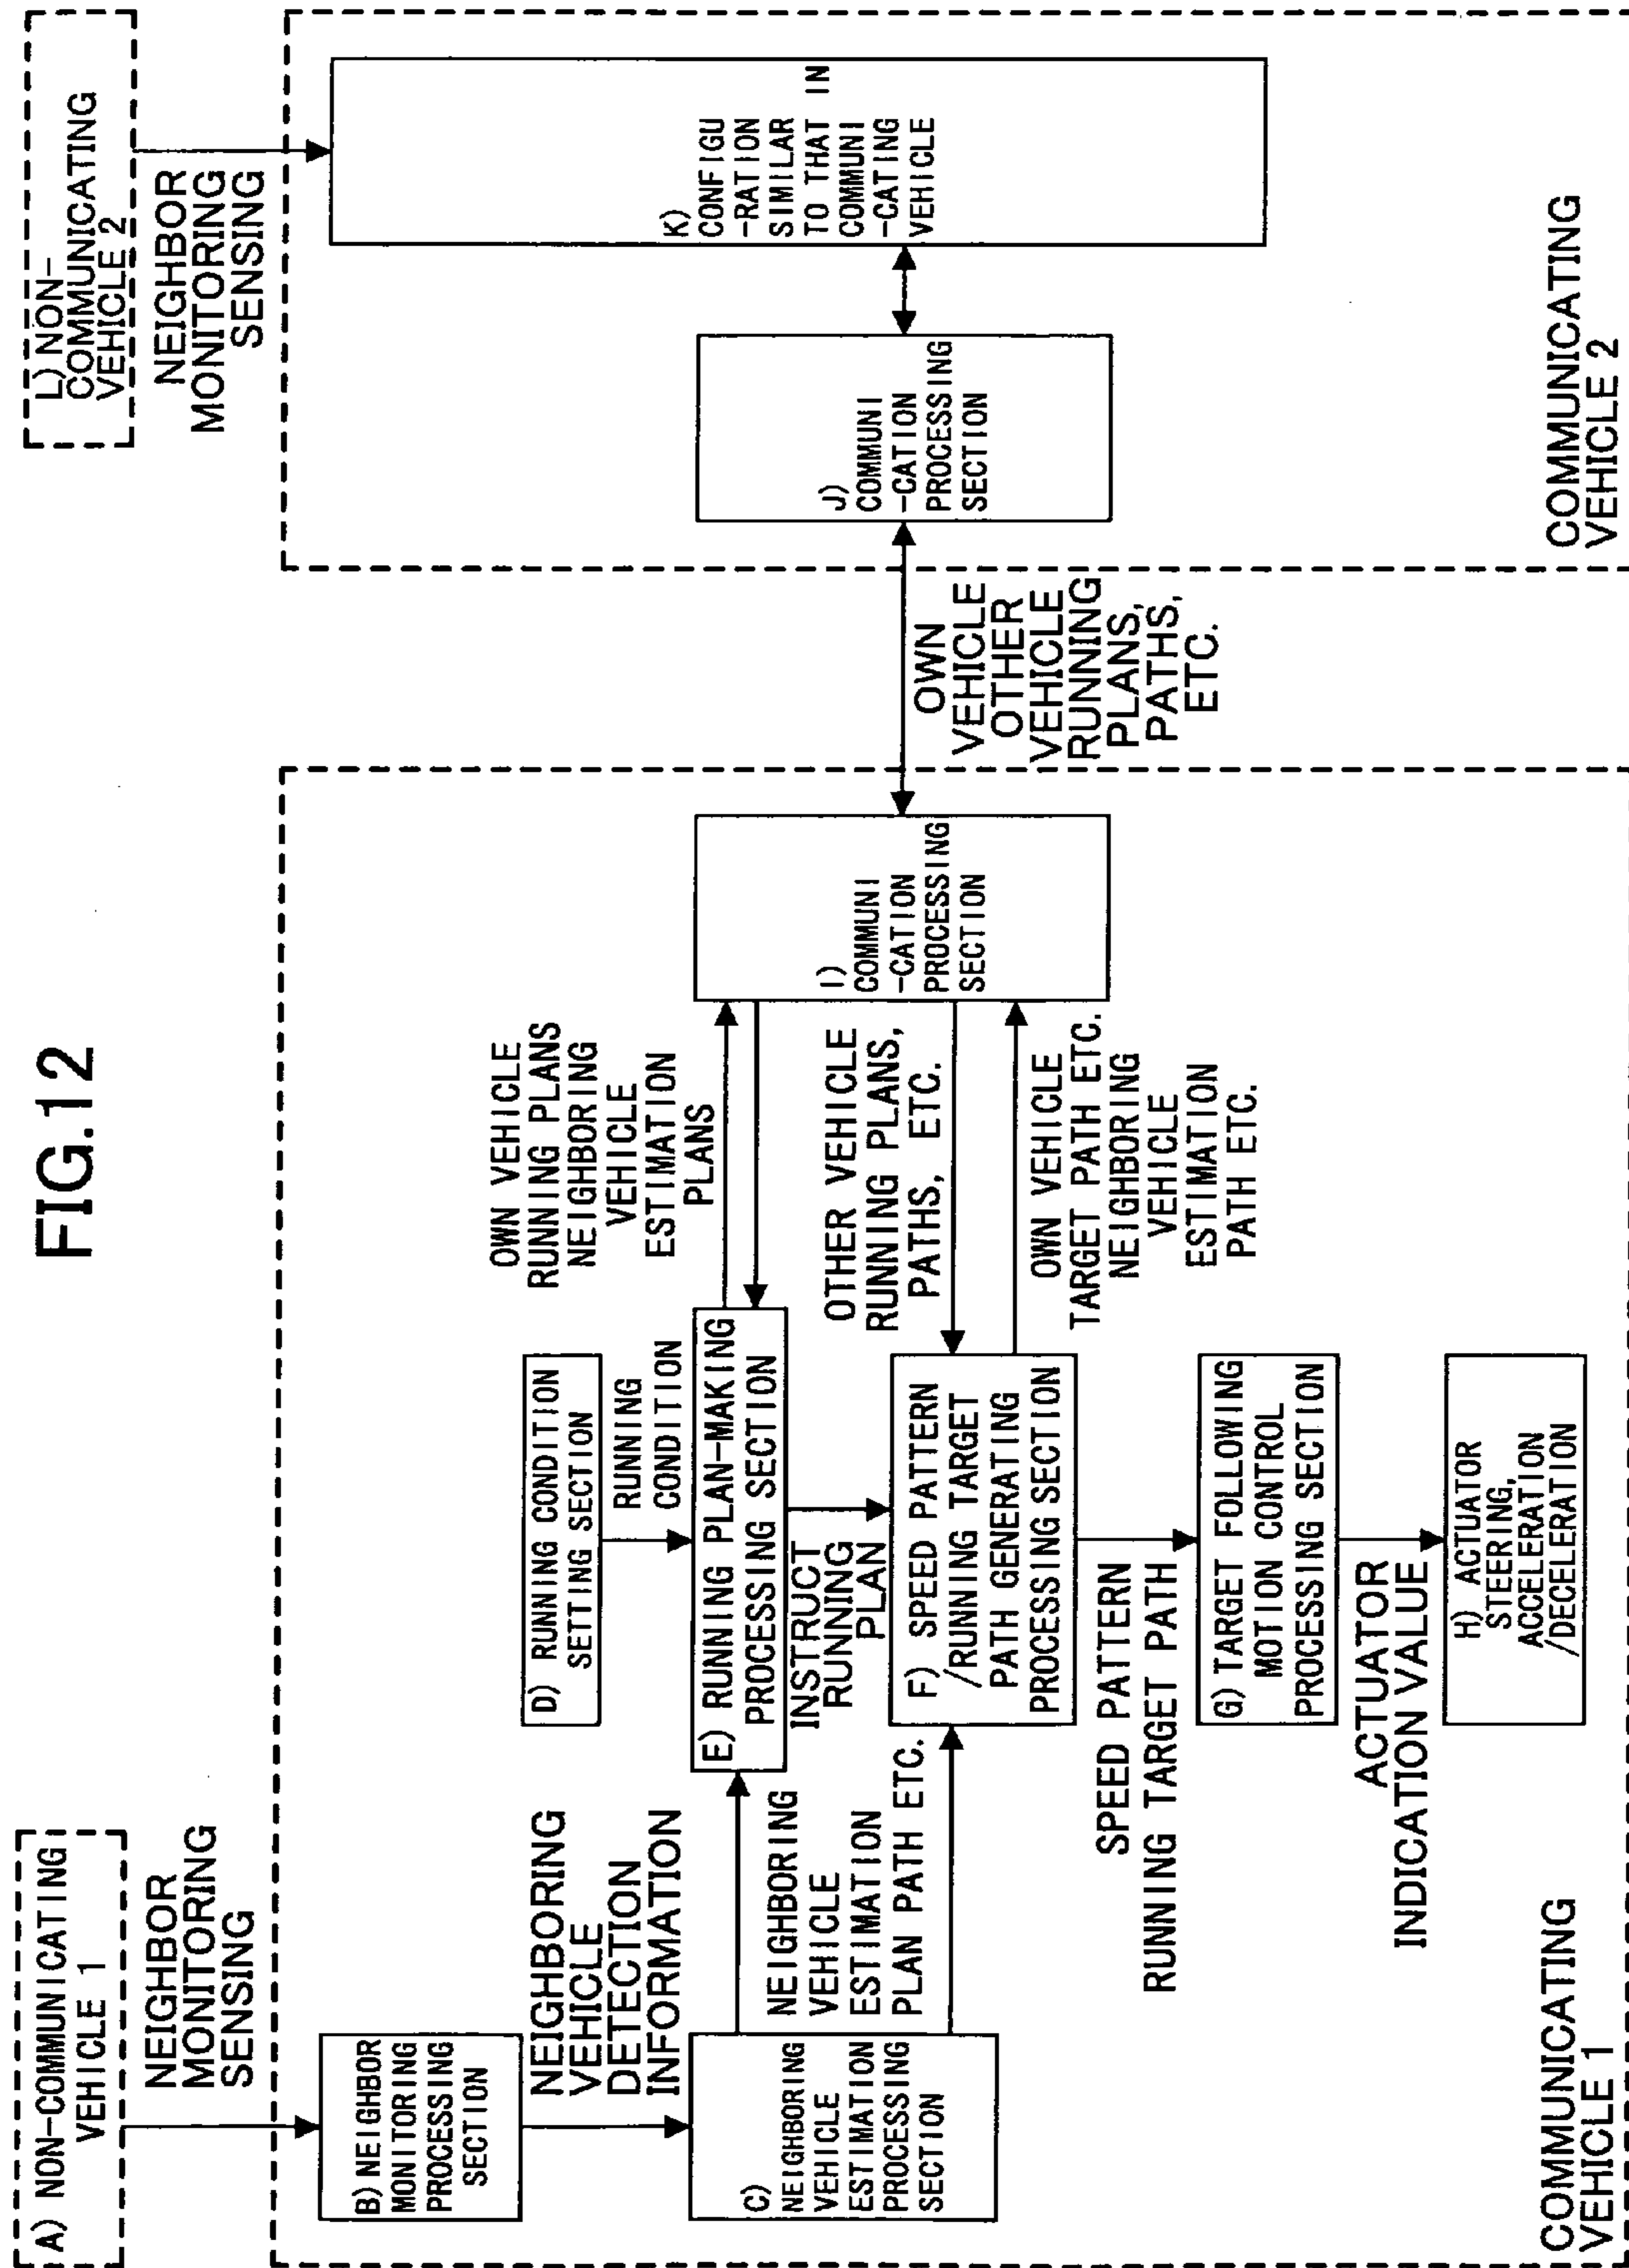 FIG.12
A) NON-COMMUNICATING
VEHICLE 1
NEIGHBOR
MONITORING
SENSING
B) NEIGHBOR
MONITORING
PROCESSING
SECTION
NEIGHBORING
VEHICLE
DETECTION
INFORMATION
C)
NEIGHBORING
VEHICLE
ESTIMATION
PROCESSING
SECTION
NEIGHBORING
VEHICLE
ESTIMATION
PLAN PATH ETC.
D) RUNNING CONDITION
SETTING SECTION
RUNNING
CONDITION
E) RUNNING PLAN-MAKING
PROCESSING SECTION
INSTRUCT
RUNNING
PLAN
F) SPEED PATTERN
/RUNNING TARGET
PATH GENERATING
PROCESSING SECTION
SPEED PATTERN
RUNNING TARGET PATH
G) TARGET FOLLOWING
MOTION CONTROL
PROCESSING SECTION
ACTUATOR
INDICATION VALUE
H) ACTUATOR
STEERING,
ACCELERATION
/DECELERATION
OWN VEHICLE
RUNNING PLANS
NEIGHBORING
VEHICLE
ESTIMATION
PLANS
OTHER VEHICLE
RUNNING PLANS,
PATHS, ETC.
OWN VEHICLE
TARGET PATH ETC.
NEIGHBORING
VEHICLE
ESTIMATION
PATH ETC.
I)
COMMUNI
-CATION
PROCESSING
SECTION
COMMUNICATING
VEHICLE 1
OWN
VEHICLE
OTHER
VEHICLE
RUNNING
PLANS,
PATHS,
ETC.
L) NON-
COMMUNICATING
VEHICLE 2
NEIGHBOR
MONITORING
SENSING
J)
COMMUNI
-CATION
PROCESSING
SECTION
K)
CONFIGU
-RATION
SIMILAR
TO THAT IN
COMMUNI
-CATING
VEHICLE
COMMUNICATING
VEHICLE 2